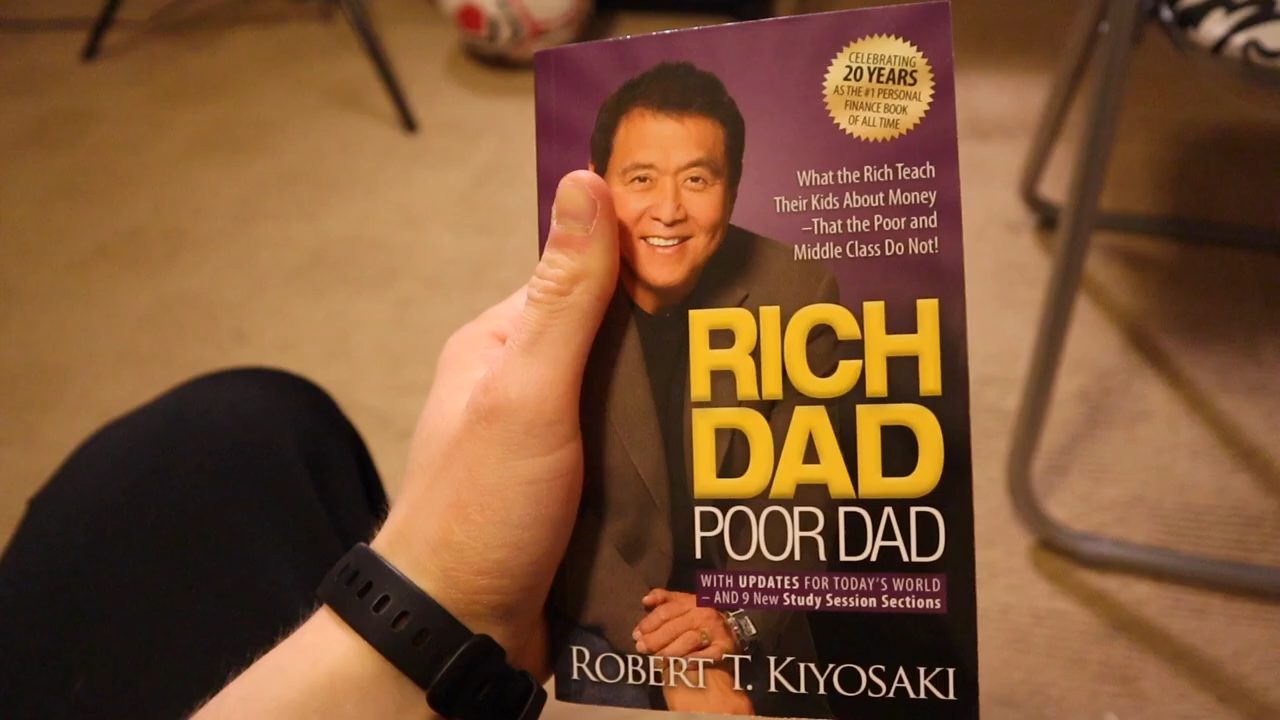 CELEBRATING
20 YEARS
AS THE #1 PERSONAL
FINANCE BOOK
OF ALL TIME
What the Rich Teach
Their Kids About Money
–That the Poor and
Middle Class Do Not!
RICH
DAD
POOR DAD
WITH UPDATES FOR TODAY'S WORLD
– AND 9 New Study Session Sections
ROBERT T. KIYOSAKI